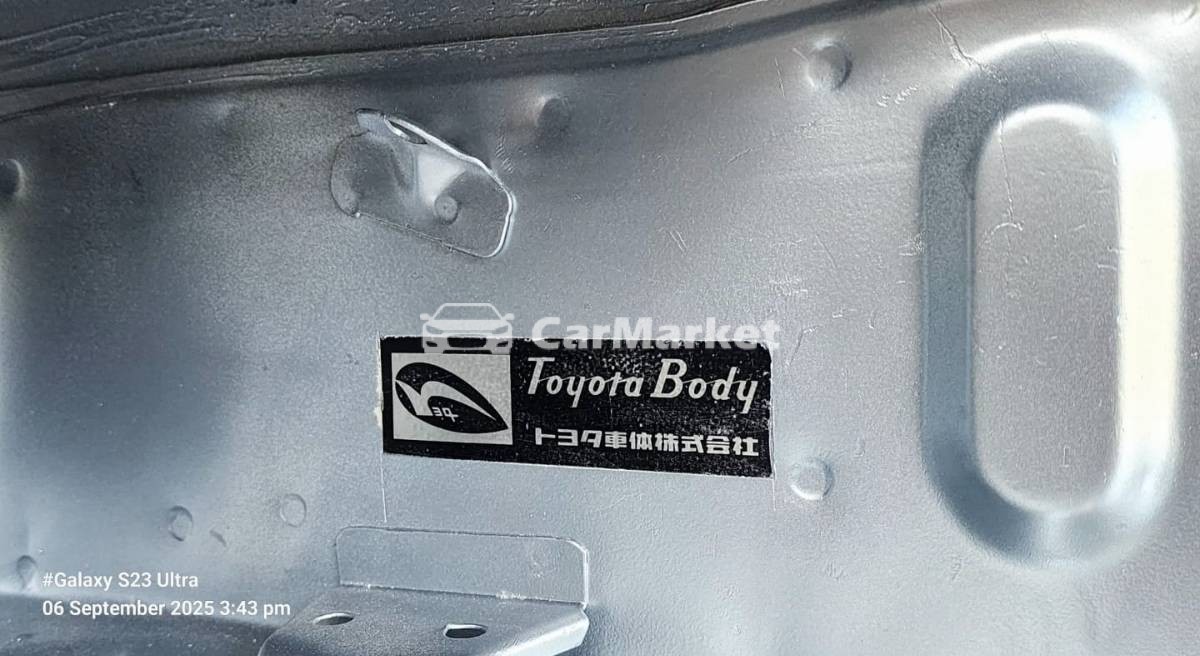 CarMarket
Toyota Body
トヨタ車体株式会社
#Galaxy S23 Ultra
06 September 2025 3:43 pm